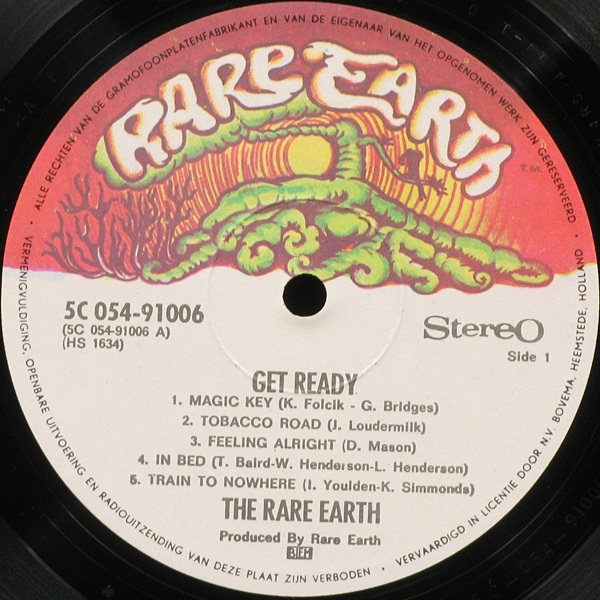 ALLE RECHTEN VAN DE GRAMOFOONPLATENFABRIKANT EN VAN DE EIGENAAR VAN HET OPGENOMEN WERK ZIJN GERESERVEERD •
RARE EARTH
T.M.
5C 054-91006
(5C 054-91006 A)
(HS 1634)
StereO
Side 1
GET READY
1. MAGIC KEY (K. Folcik - G. Bridges)
2. TOBACCO ROAD (J. Loudermilk)
3. FEELING ALRIGHT (D. Mason)
4. IN BED (T. Baird-W. Henderson-L. Henderson)
5. TRAIN TO NOWHERE (I. Youlden-K. Simmonds)
THE RARE EARTH
Produced By Rare Earth
BIEM
• VERMENIGVULDIGING, OPENBARE UITVOERING EN RADIOUITZENDING VAN DEZE PLAAT ZIJN VERBODEN • VERVAARDIGD IN LICENTIE DOOR N.V. BOVEMA, HEEMSTEDE, HOLLAND